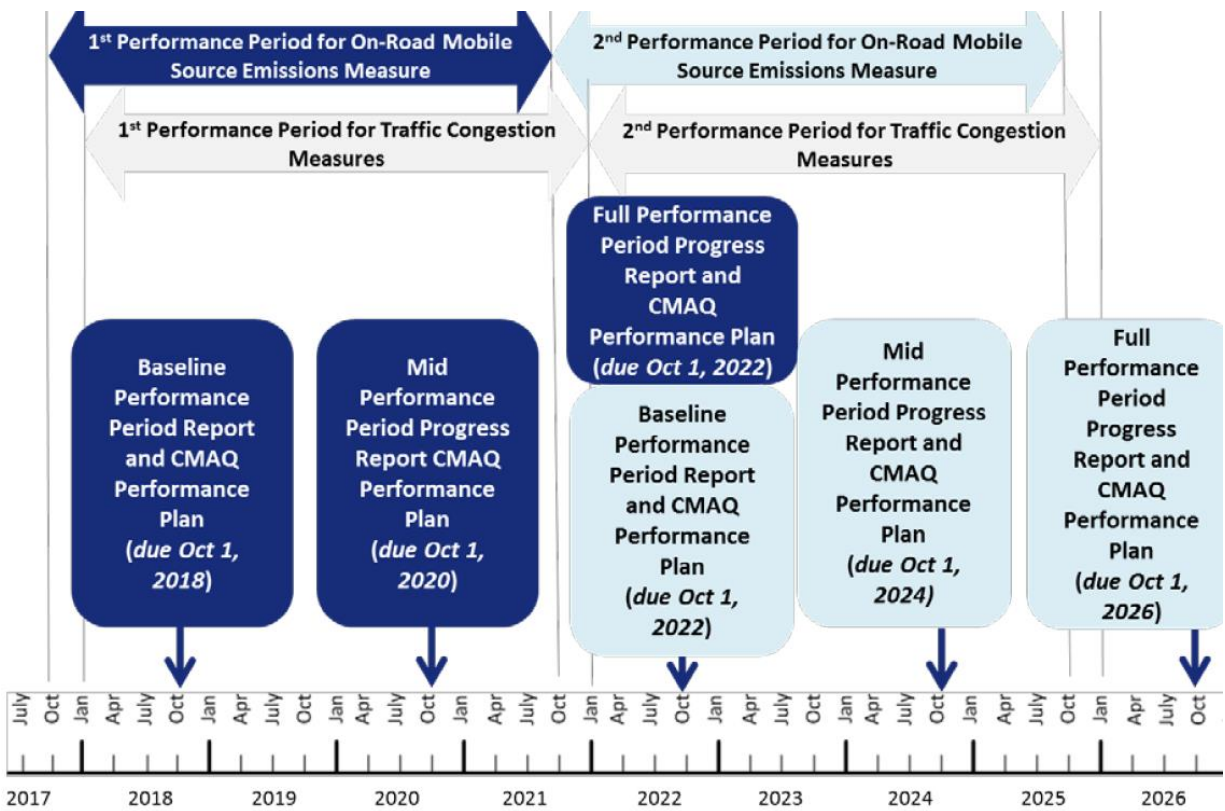 1st Performance Period for On-Road Mobile
Source Emissions Measure
2nd Performance Period for On-Road Mobile
Source Emissions Measure
1st Performance Period for Traffic Congestion
Measures
2nd Performance Period for Traffic Congestion
Measures
Baseline
Performance
Period Report
and CMAQ
Performance
Plan
(due Oct 1,
2018)
Mid
Performance
Period Progress
Report CMAQ
Performance
Plan
(due Oct 1,
2020)
Full Performance
Period Progress
Report and
CMAQ
Performance Plan
(due Oct 1, 2022)
Baseline
Performance
Period Report
and CMAQ
Performance
Plan
(due Oct 1,
2022)
Mid
Performance
Period Progress
Report and
CMAQ
Performance
Plan
(due Oct 1,
2024)
Full
Performance
Period
Progress
Report and
CMAQ
Performance
Plan
(due Oct 1,
2026)
July Oct Jan Apr July Oct Jan Apr July Oct Jan Apr July Oct Jan Apr July Oct Jan Apr July Oct Jan Apr July Oct Jan Apr July Oct Jan Apr July Oct Jan Apr July Oct
2017 2018 2019 2020 2021 2022 2023 2024 2025 2026